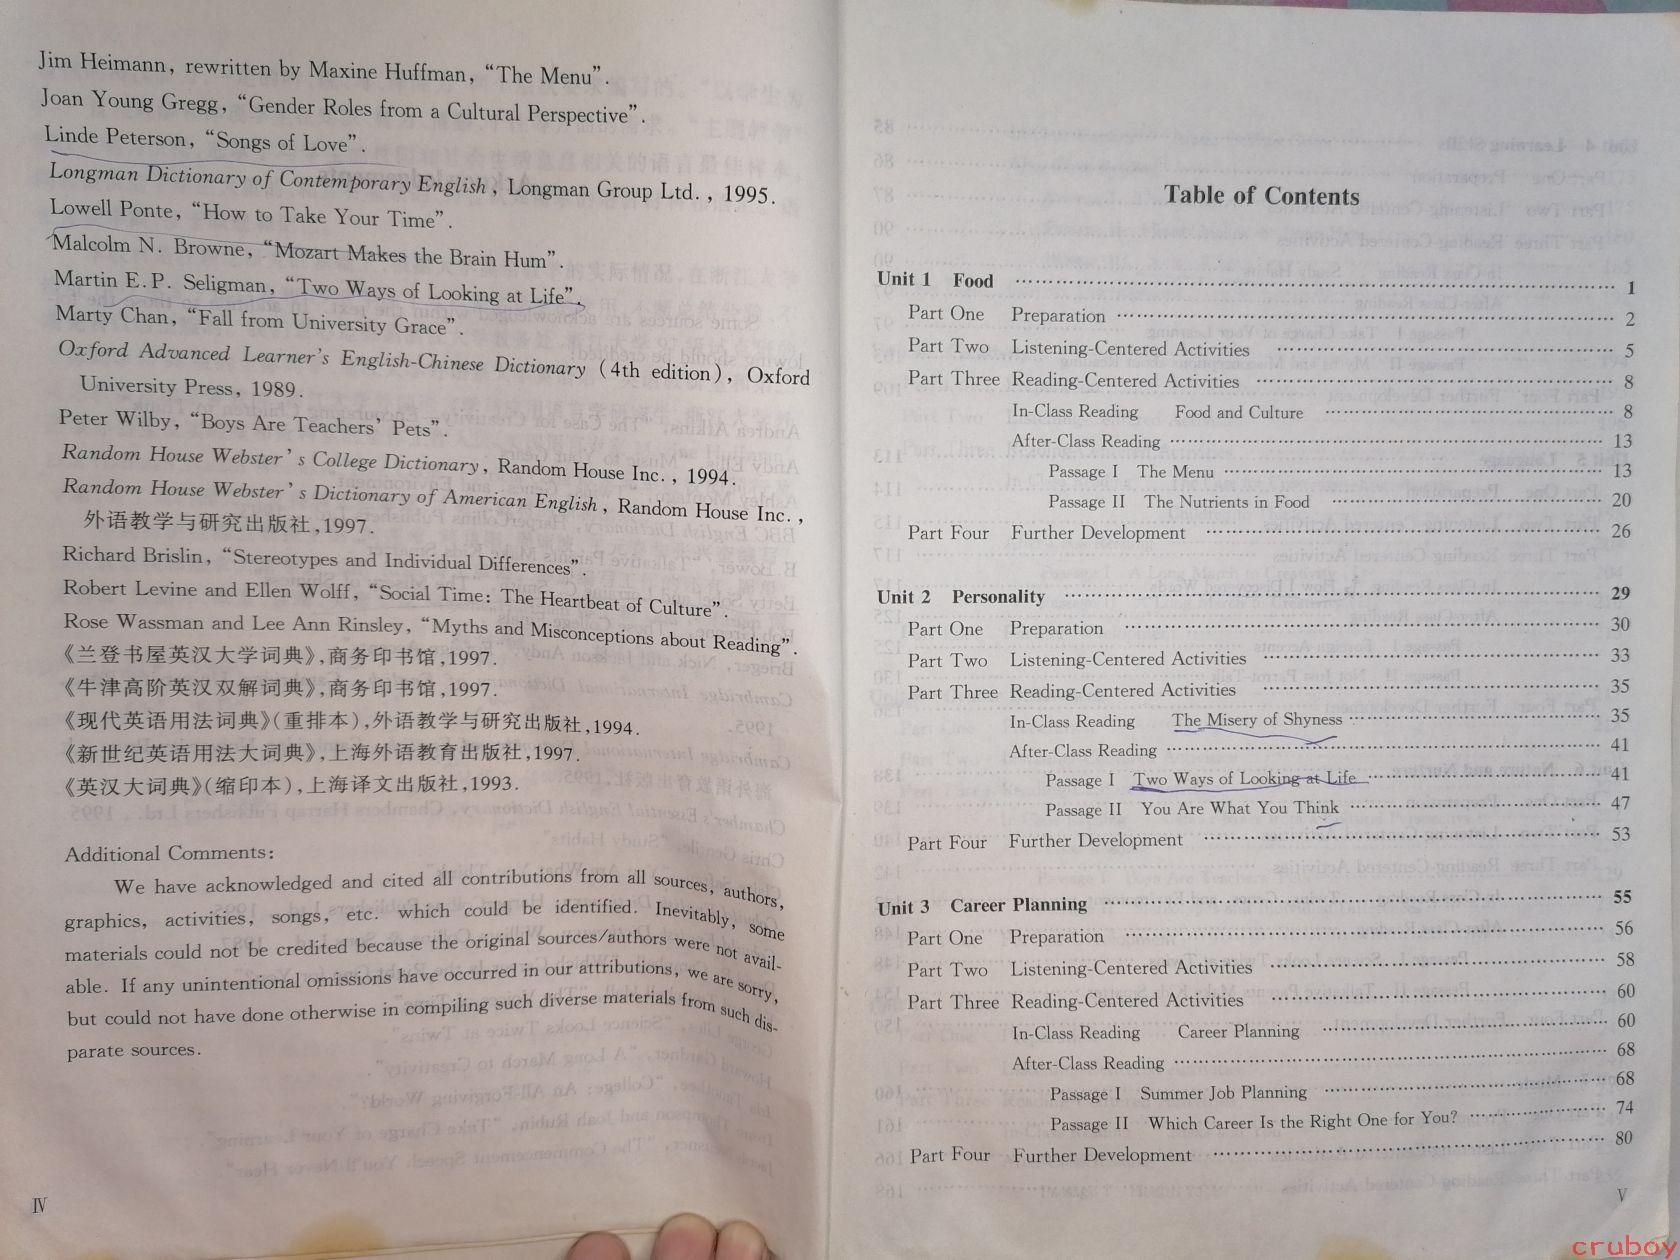 Jim Heimann, rewritten by Maxine Huffman, “The Menu”.
Joan Young Gregg, “Gender Roles from a Cultural Perspective”.
Linde Peterson, “Songs of Love”.
Longman Dictionary of Contemporary English, Longman Group Ltd., 1995.
Lowell Ponte, “How to Take Your Time”.
Malcolm N. Browne, “Mozart Makes the Brain Hum”.
Martin E.P. Seligman, “Two Ways of Looking at Life”.
Marty Chan, “Fall from University Grace”.
Oxford Advanced Learner's English-Chinese Dictionary (4th edition), Oxford
University Press, 1989.
Peter Wilby, “Boys Are Teachers' Pets”.
Random House Webster's College Dictionary, Random House Inc., 1994.
Random House Webster's Dictionary of American English, Random House Inc.,
外语教学与研究出版社,1997.
Richard Brislin, “Stereotypes and Individual Differences”.
Robert Levine and Ellen Wolff, “Social Time: The Heartbeat of Culture”.
Rose Wassman and Lee Ann Rinsley, “Myths and Misconceptions about Reading”.
《兰登书屋英汉大学词典》,商务印书馆,1997.
《牛津高阶英汉双解词典》,商务印书馆,1997.
《现代英语用法词典》(重排本),外语教学与研究出版社,1994.
《新世纪英语用法大词典》,上海外语教育出版社,1997.
《英汉大词典》(缩印本),上海译文出版社,1993.
Additional Comments:
We have acknowledged and cited all contributions from all sources, authors,
graphics, activities, songs, etc. which could be identified. Inevitably, some
materials could not be credited because the original sources/authors were not avail-
able. If any unintentional omissions have occurred in our attributions, we are sorry,
but could not have done otherwise in compiling such diverse materials from such dis-
parate sources.
IV
Table of Contents
Unit 1 Food 1
Part One Preparation 2
Part Two Listening-Centered Activities 5
Part Three Reading-Centered Activities 8
In-Class Reading Food and Culture 8
After-Class Reading 13
Passage I The Menu 13
Passage II The Nutrients in Food 20
Part Four Further Development 26
Unit 2 Personality 29
Part One Preparation 30
Part Two Listening-Centered Activities 33
Part Three Reading-Centered Activities 35
In-Class Reading The Misery of Shyness 35
After-Class Reading 41
Passage I Two Ways of Looking at Life 41
Passage II You Are What You Think 47
Part Four Further Development 53
Unit 3 Career Planning 55
Part One Preparation 56
Part Two Listening-Centered Activities 58
Part Three Reading-Centered Activities 60
In-Class Reading Career Planning 60
After-Class Reading 68
Passage I Summer Job Planning 68
Passage II Which Career Is the Right One for You? 74
Part Four Further Development 80
V
cruboy